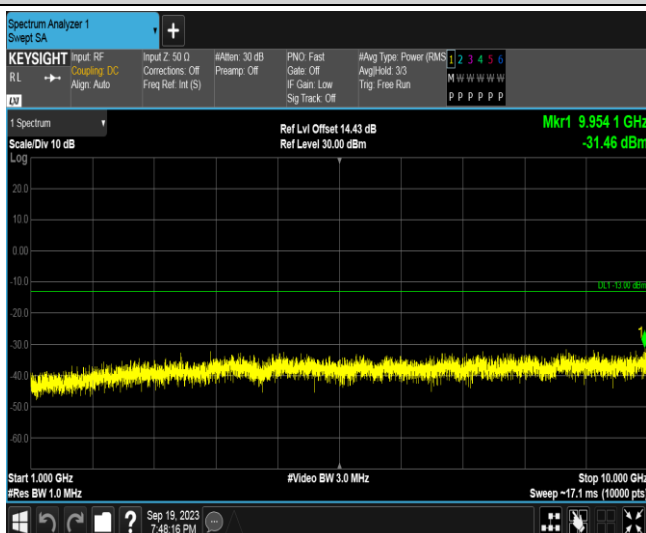 Spectrum Analyzer 1
Swept SA
+
KEYSIGHT
RL
LXI
Input: RF
Coupling: DC
Align: Auto
Input Z: 50 Ω
Corrections: Off
Freq Ref: Int (S)
#Atten: 30 dB
Preamp: Off
PNO: Fast
Gate: Off
IF Gain: Low
Sig Track: Off
#Avg Type: Power (RMS
Avg|Hold: 3/3
Trig: Free Run
1 2 3 4 5 6
M W W W W W
P P P P P P
1 Spectrum
Scale/Div 10 dB
Log
Ref Lvl Offset 14.43 dB
Ref Level 30.00 dBm
Mkr1 9.954 1 GHz
-31.46 dBm
20.0
10.0
0.00
-10.0
DL1 -13.00 dBm
-20.0
1
-30.0
-40.0
-50.0
-60.0
Start 1.000 GHz
#Video BW 3.0 MHz
Stop 10.000 GHz
#Res BW 1.0 MHz
Sweep ~17.1 ms (10000 pts)
?
Sep 19, 2023
7:48:16 PM